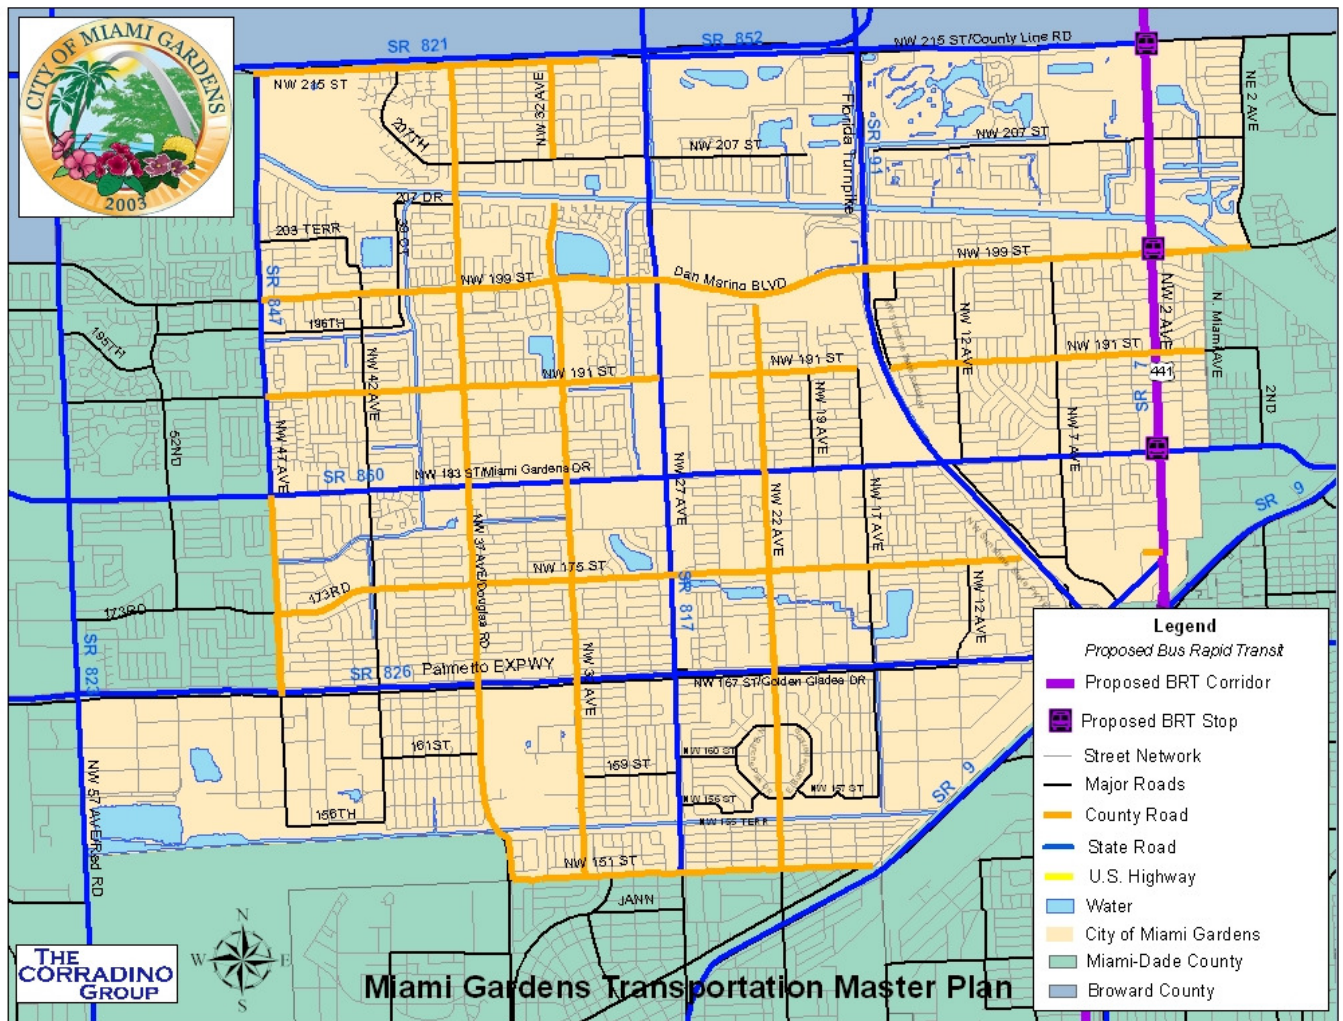 CITY OF MIAMI GARDENS
2003
SR 821
SR 852
NW 215 ST/County Line RD
NW 215 ST
NW 32 AVE
207TH
NW 207 ST
Florida Turnpike
SR 91
NW 207 ST
NE 2 AVE
207 DR
203 TERR
39 CT
NW 199 ST
Dan Marino BLVD
NW 199 ST
SR 847
196TH
195TH
NW 42 AVE
NW 191 ST
NW 191 ST
NW 12 AVE
NW 191 ST
NW 2 AVE
N. Miami AVE
441
SR 7
2ND
NW 19 AVE
NW 7 AVE
52ND
NW 47 AVE
SR 860
NW 183 ST/Miami Gardens DR
NW 27 AVE
NW 22 AVE
NW 17 AVE
SR 9
NW 37 AVE/Douglas RD
NW 175 ST
173RD
173RD
SR 817
NW 12 AVE
SR 823
SR 826
Palmetto EXPWY
NW 167 ST/Golden Glades DR
161ST
159 ST
NW 160 ST
NW 157 ST
NW 156 ST
NW 155 TERR
156TH
SR 9
NW 57 AVE/Red RD
NW 151 ST
JANN
N
W
E
S
THE
CORRADINO
GROUP
Miami Gardens Transportation Master Plan
Legend
Proposed Bus Rapid Transit
Proposed BRT Corridor
Proposed BRT Stop
Street Network
Major Roads
County Road
State Road
U.S. Highway
Water
City of Miami Gardens
Miami-Dade County
Broward County